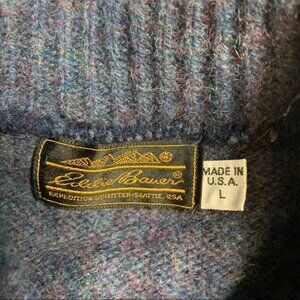 Eddie Bauer
EXPEDITION OUTFITTER-SEATTLE, USA
MADE IN
U.S.A.
L